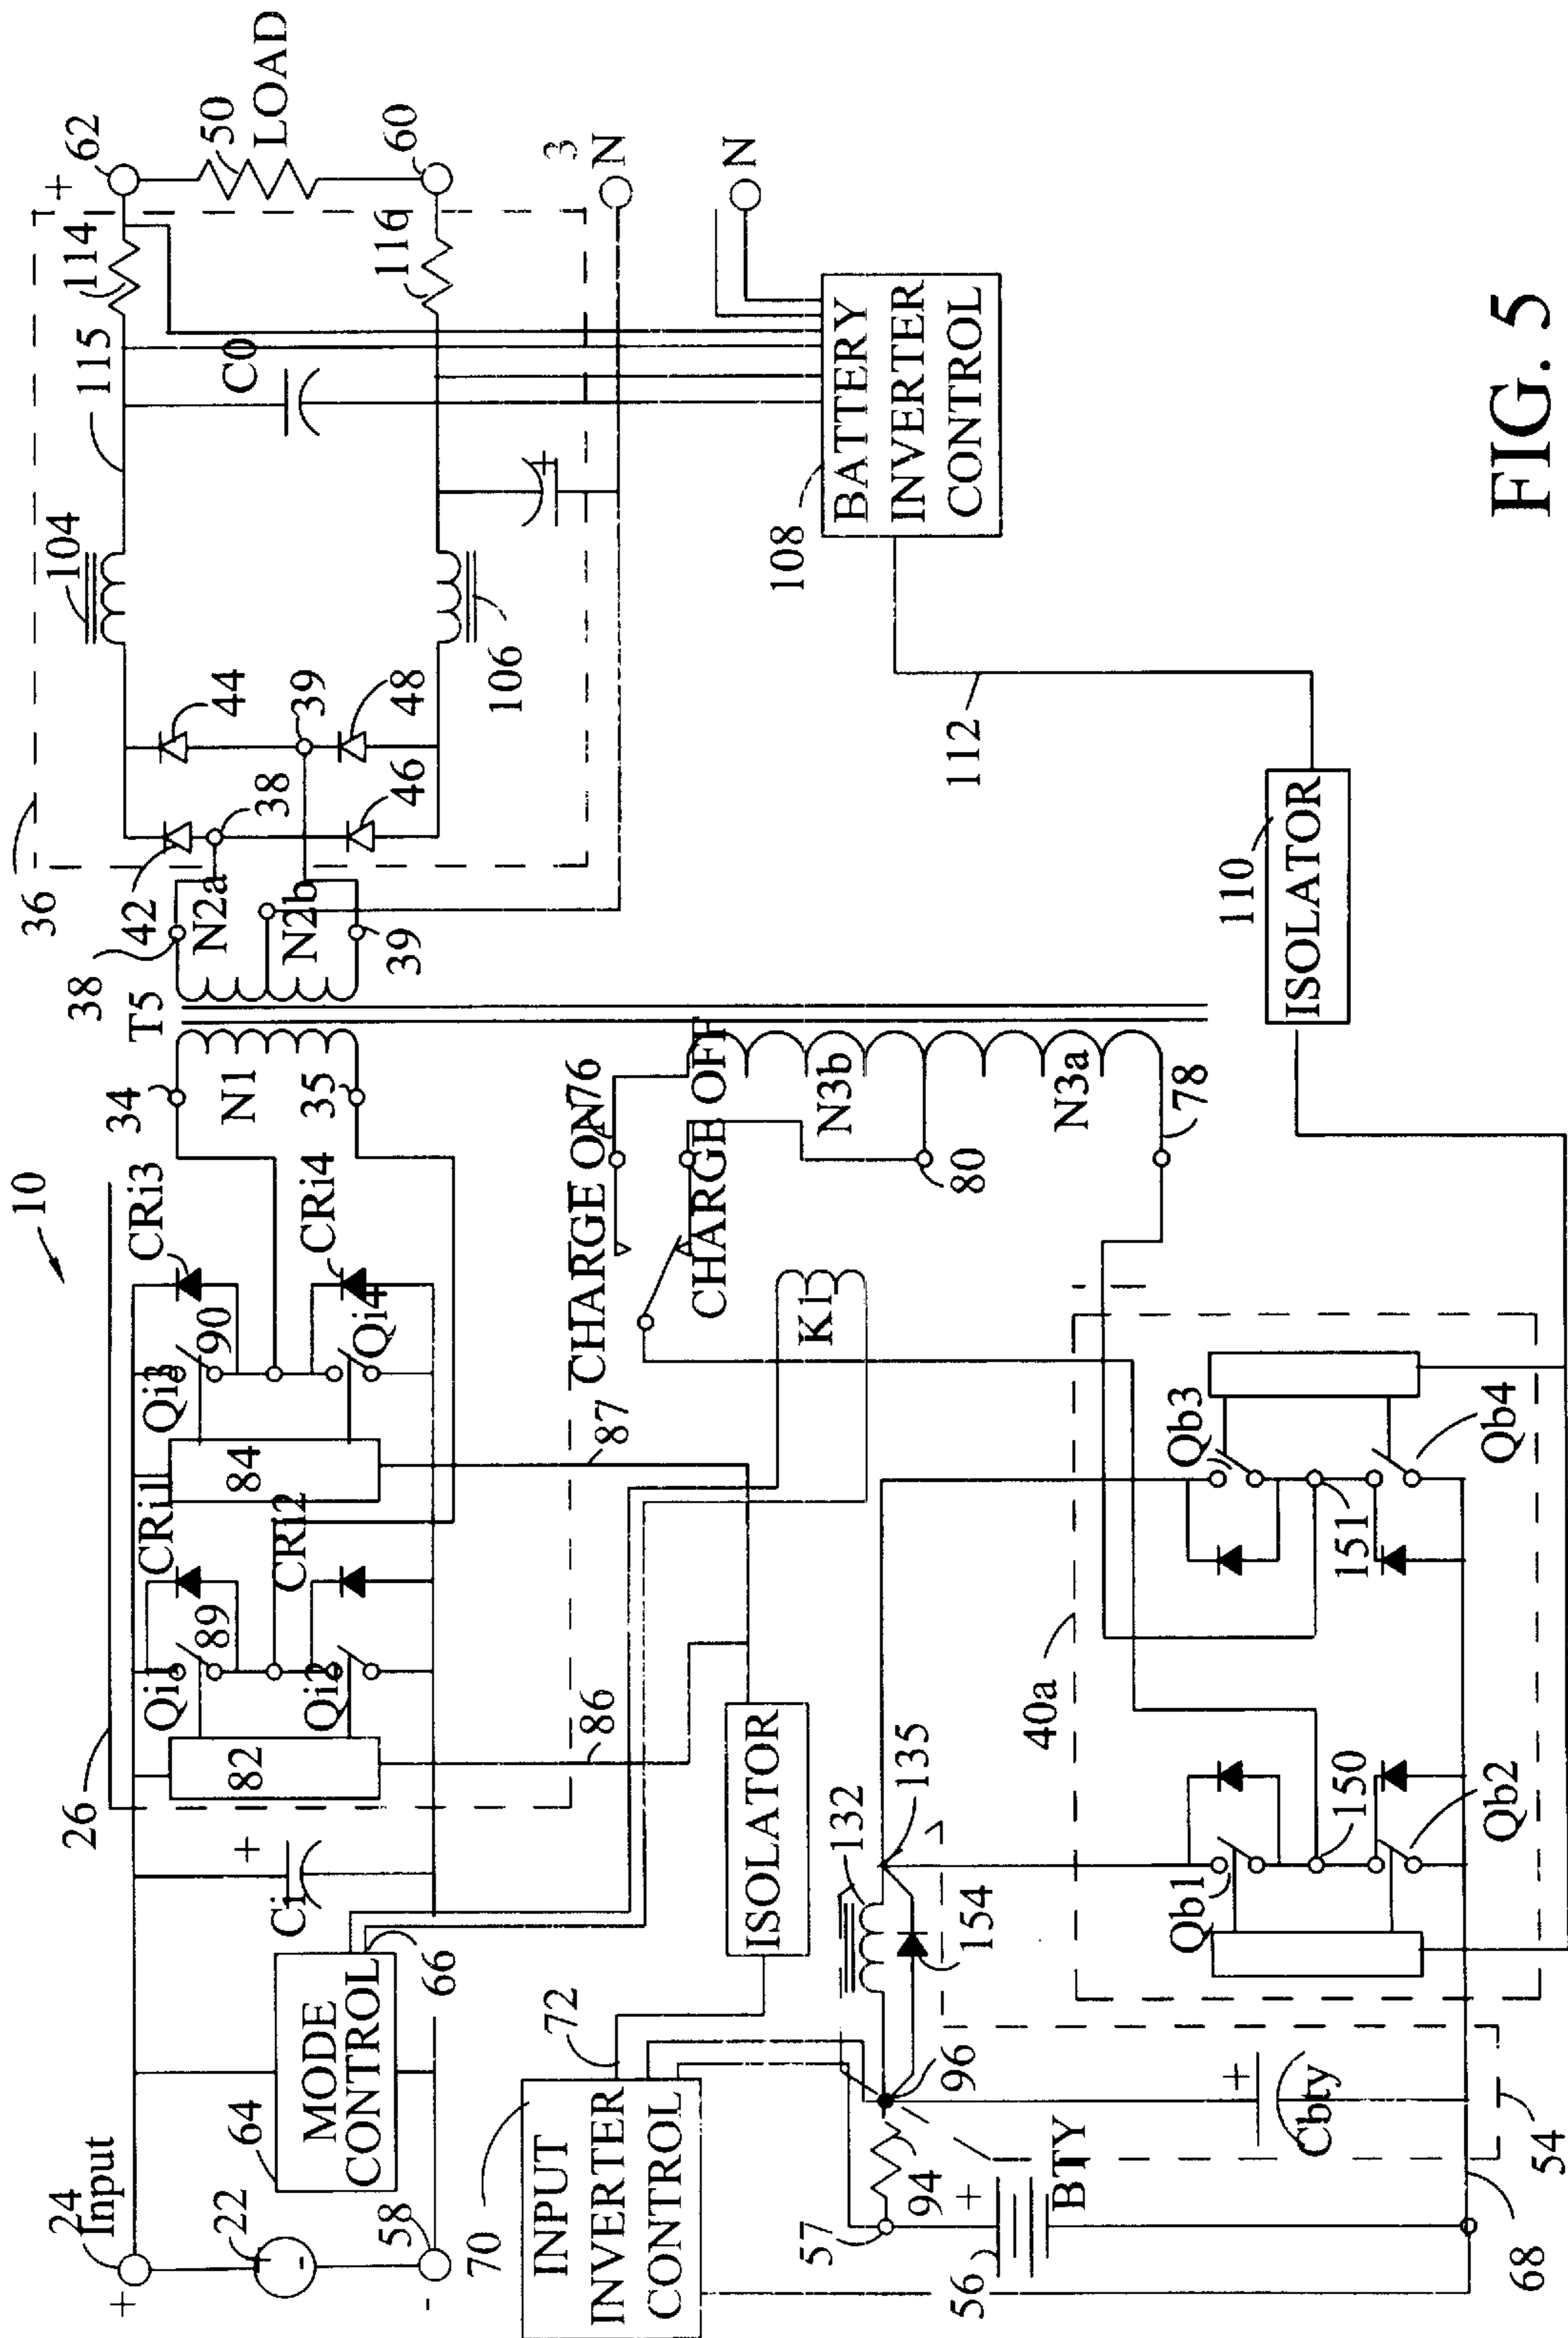 10
24
Input
+
22
-
58
-
64
MODE
CONTROL
66
Ci
+
26
82
Qi1
CRi1
89
Qi2
CRi2
84
Qi3
90
CRi3
Qi4
CRi4
34
N1
35
T5
38
42
N2a
N2b
39
36
38
44
39
46
48
104
106
115
C0
114
116
+
62
50
LOAD
60
3
N
N
+
70
INPUT
INVERTER
CONTROL
72
86
87
ISOLATOR
K1
CHARGE ON
CHARGE OFF
76
N3b
80
N3a
78
108
BATTERY
INVERTER
CONTROL
112
110
ISOLATOR
57
94
96
132
135
154
56
+
BTY
+
Cbty
54
68
40a
Qb1
150
Qb2
Qb3
151
Qb4
FIG. 5